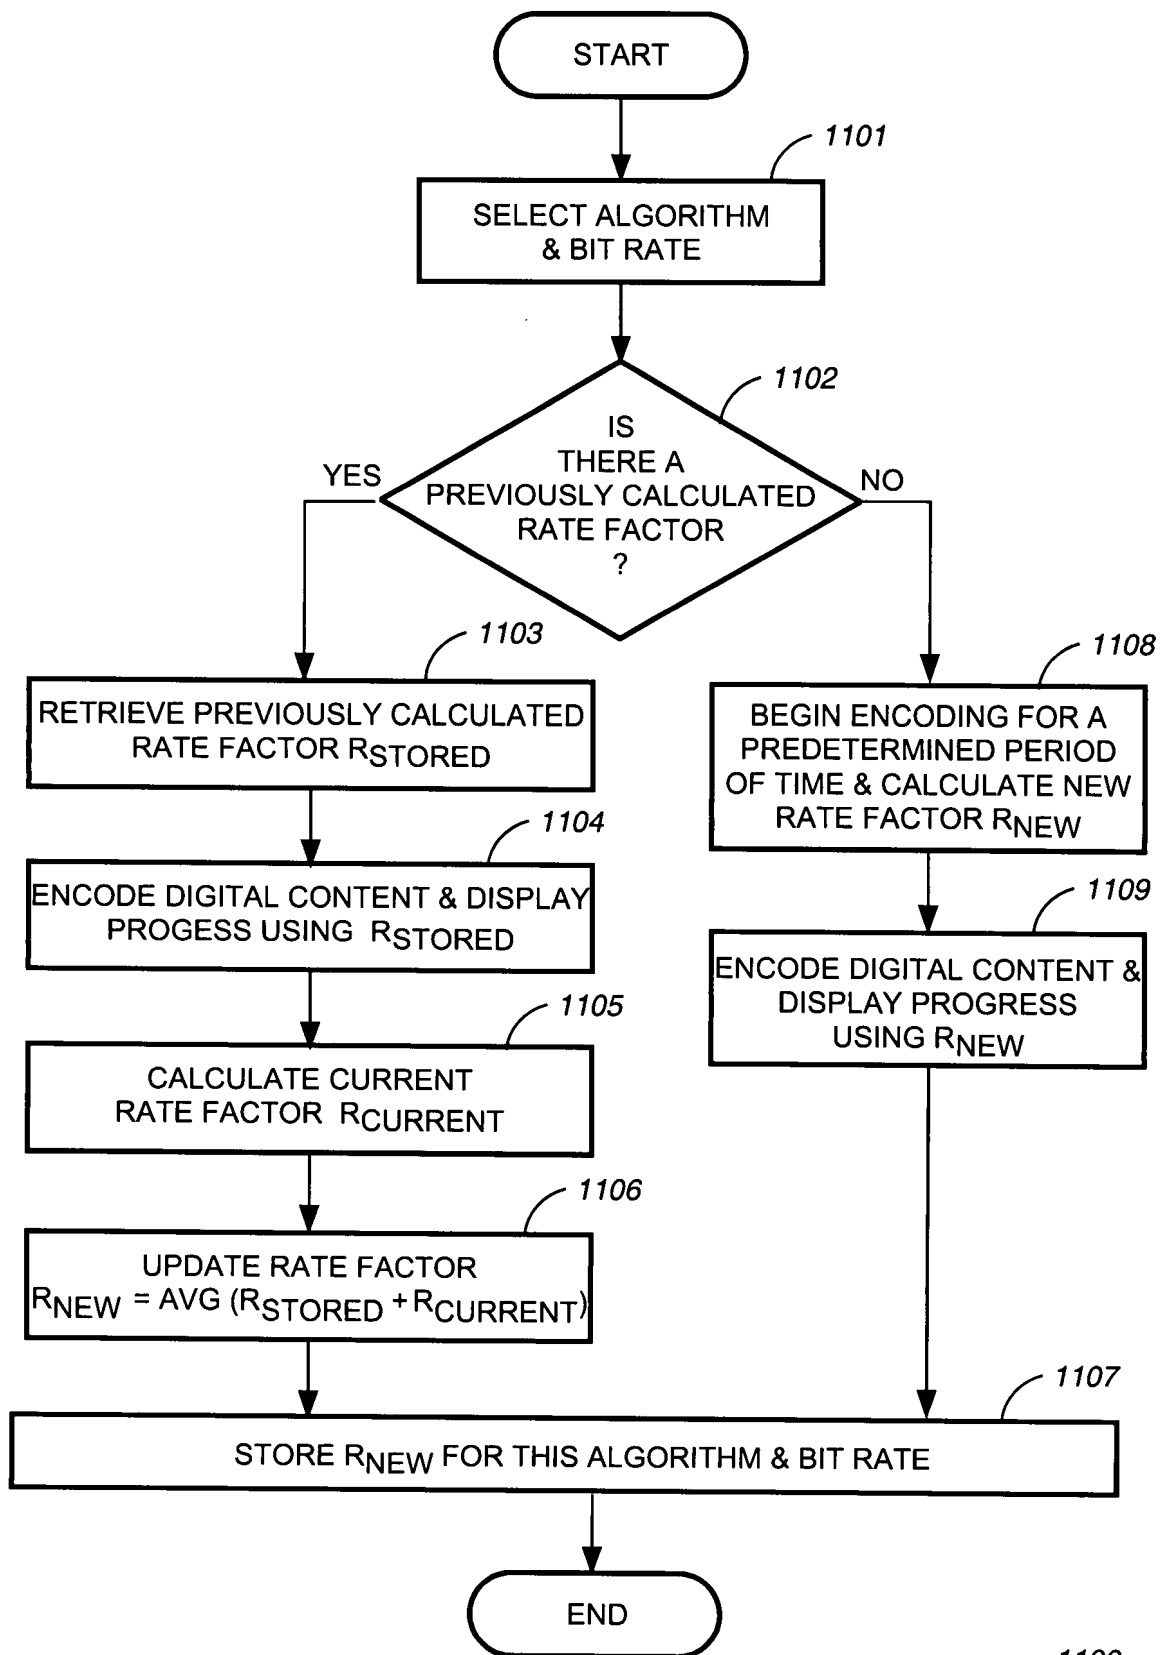 START
1101
SELECT ALGORITHM
& BIT RATE
1102
IS
THERE A
PREVIOUSLY CALCULATED
RATE FACTOR
?
YES
NO
1103
RETRIEVE PREVIOUSLY CALCULATED
RATE FACTOR RSTORED
1104
ENCODE DIGITAL CONTENT & DISPLAY
PROGESS USING RSTORED
1105
CALCULATE CURRENT
RATE FACTOR RCURRENT
1106
UPDATE RATE FACTOR
RNEW = AVG (RSTORED + RCURRENT)
1108
BEGIN ENCODING FOR A
PREDETERMINED PERIOD
OF TIME & CALCULATE NEW
RATE FACTOR RNEW
1109
ENCODE DIGITAL CONTENT &
DISPLAY PROGRESS
USING RNEW
1107
STORE RNEW FOR THIS ALGORITHM & BIT RATE
END